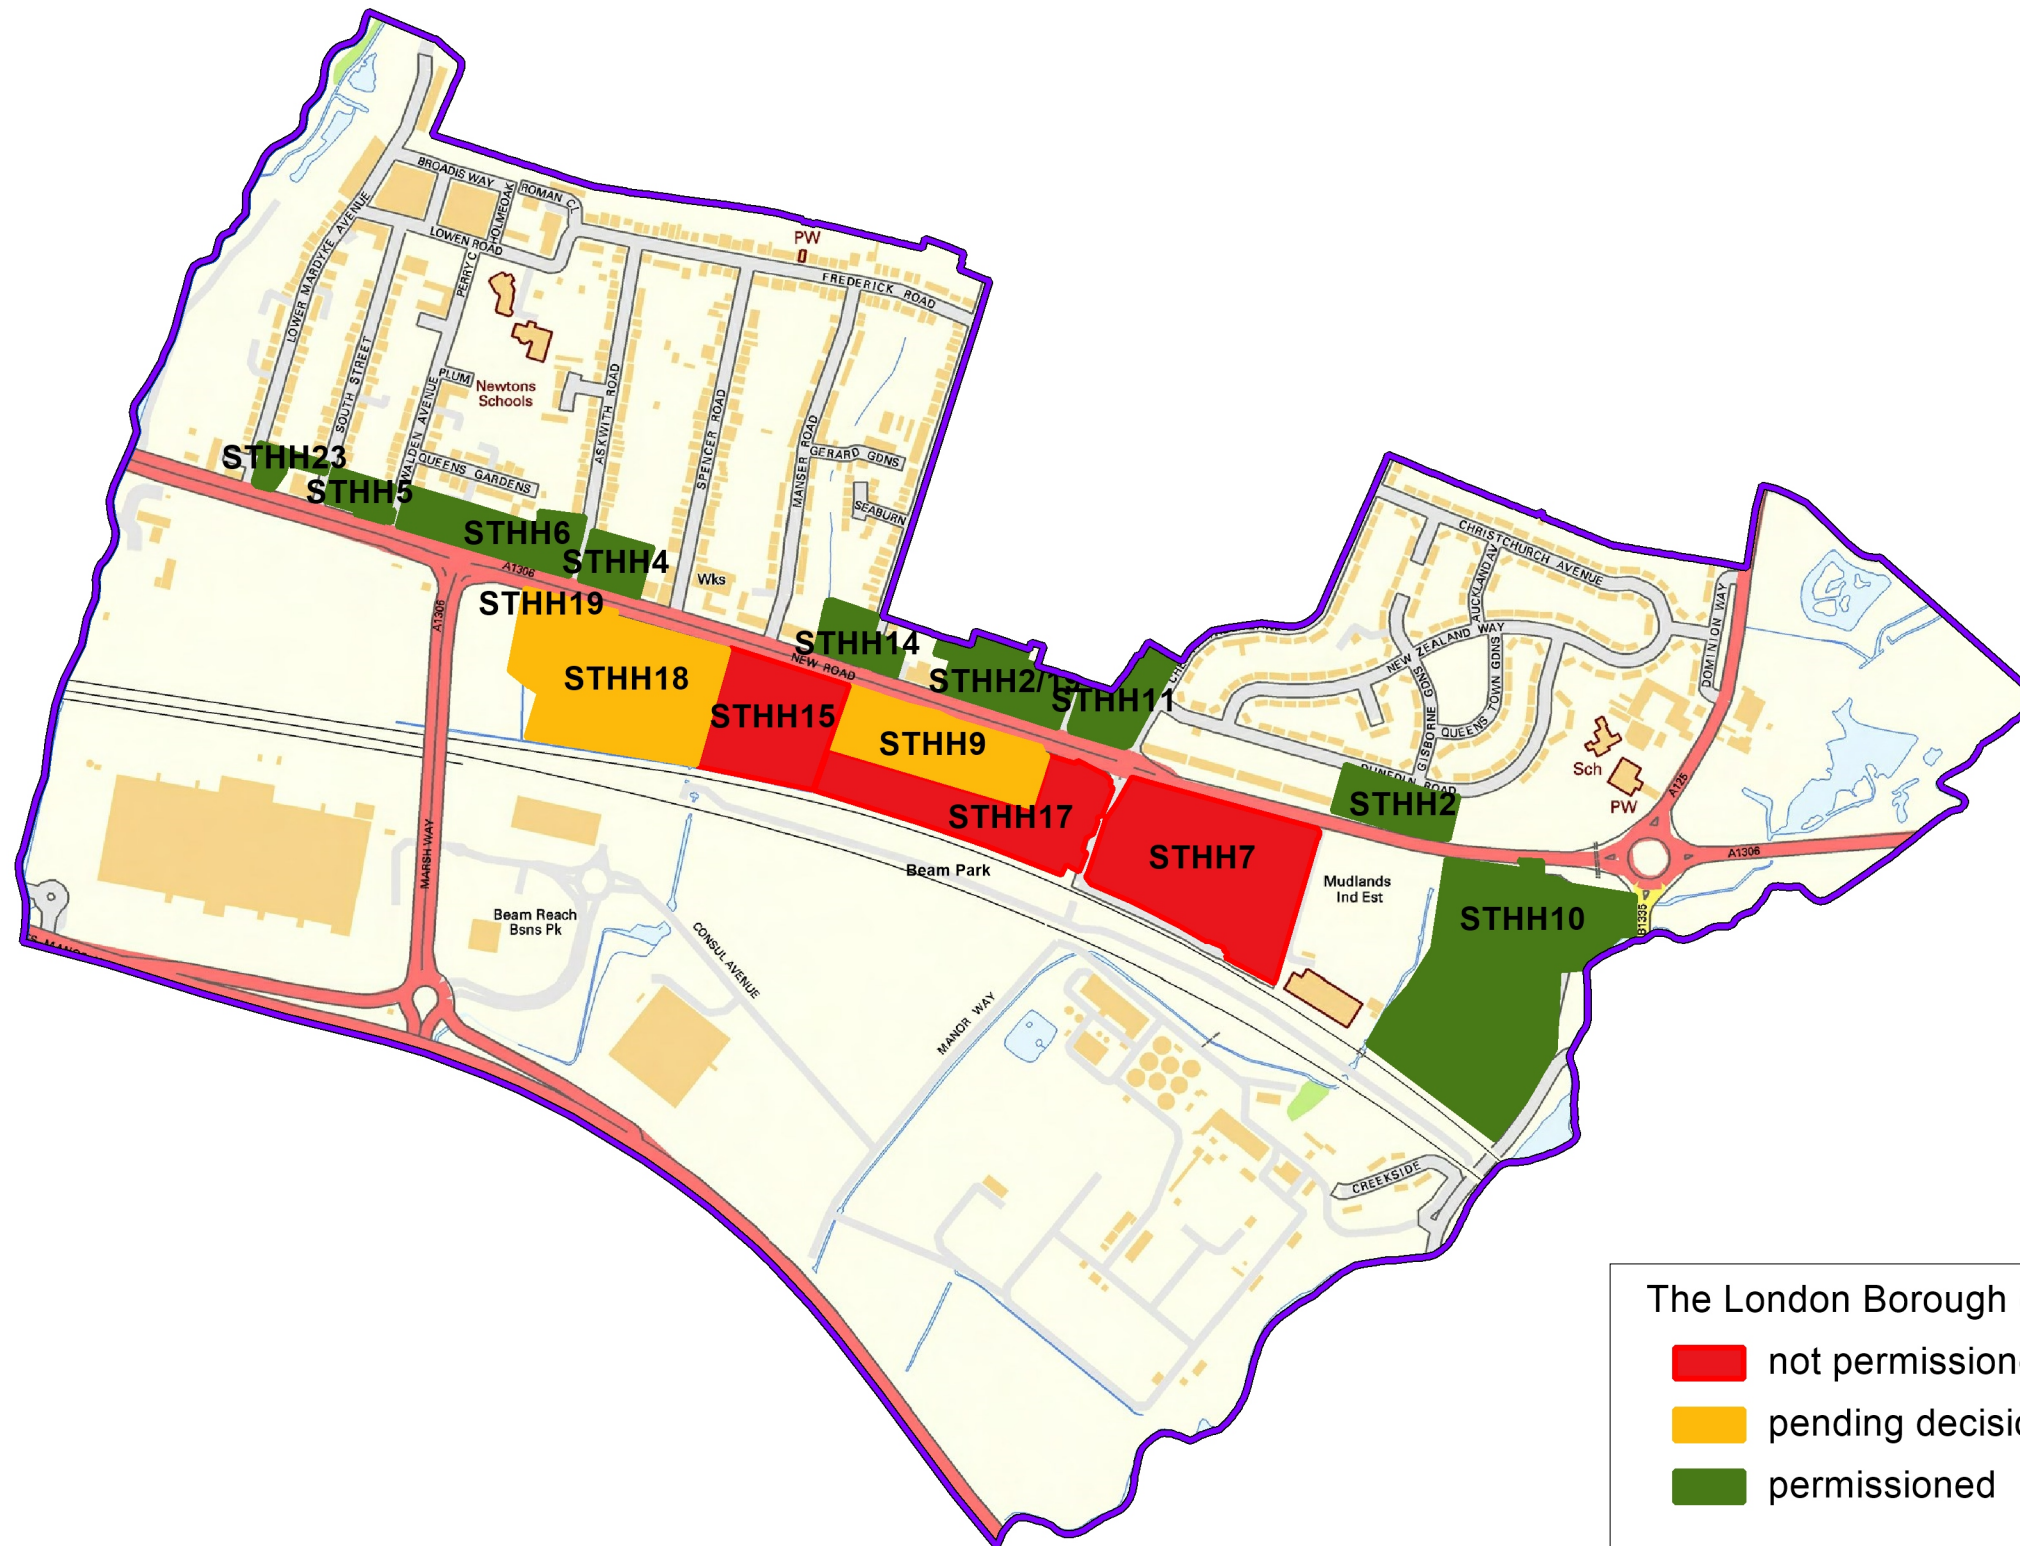 BROADIS WAY
ROMAN CL
HOLMEOAK
LOWEN ROAD
PERRY C
LOWER MARDYKE AVENUE
SOUTH STREET
WALDEN AVENUE
PLUM
Newtons
Schools
QUEENS GARDENS
ASKWITH ROAD
SPENCER ROAD
MANSER ROAD
PW
FREDERICK ROAD
GERARD GDNS
SEABURN
Wks
STHH23
STHH5
STHH6
STHH4
A1306
STHH19
A1306
STHH18
STHH14
NEW ROAD
STHH15
STHH9
STHH11
STHH17
STHH7
CHRISTCHURCH AVENUE
AUCKLAND AV
NEW ZEALAND WAY
GISBORNE GDNS
QUEENS TOWN GDNS
DOMINION WAY
DUNEDIN ROAD
STHH2
Sch
PW
A125
A1306
B1335
STHH10
Mudlands
Ind Est
Beam Park
MARSH WAY
Beam Reach
Bsns Pk
CONSUL AVENUE
MANOR WAY
CREEKSIDE
The London Borough
not permission
pending decisi
permissioned